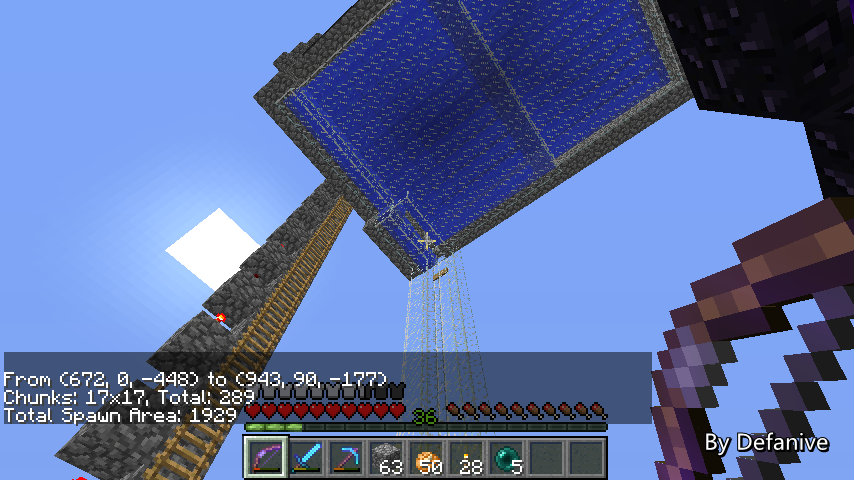 From (672, 0, -448) to (943, 90, -177)
Chunks: 17x17, Total: 289
Total Spawn Area: 1929
36
63
50
28
5
By Defanive